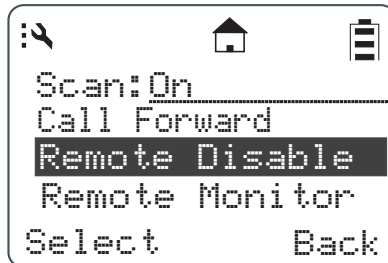 Scan:On
Call Forward
Remote Disable
Remote Monitor
Select Back